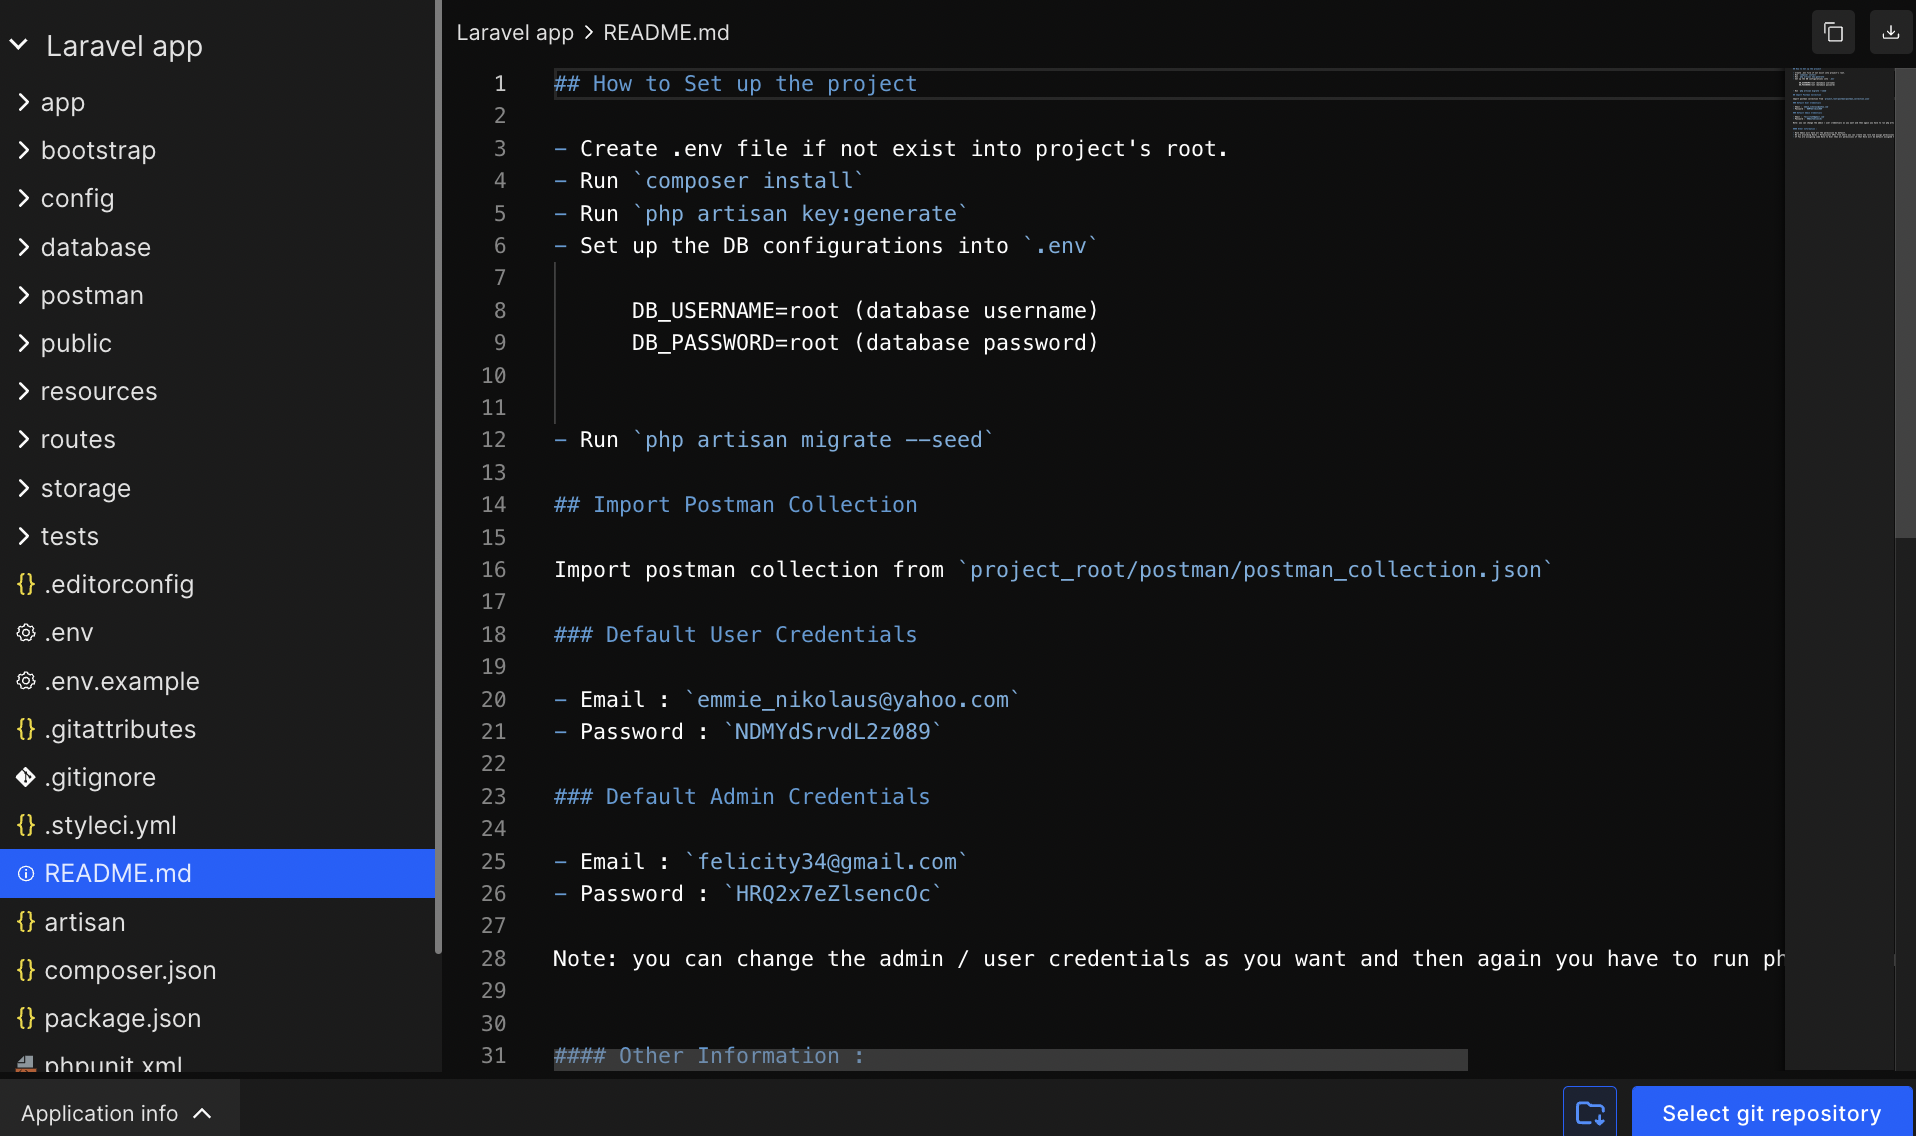 Laravel app
app
bootstrap
config
database
postman
public
resources
routes
storage
tests
.editorconfig
.env
.env.example
.gitattributes
.gitignore
.styleci.yml
README.md
artisan
composer.json
package.json
phpunit.xml
Application info
Laravel app > README.md
1 ## How to Set up the project
2
3 - Create .env file if not exist into project's root.
4 - Run `composer install`
5 - Run `php artisan key:generate`
6 - Set up the DB configurations into `.env`
7
8 DB_USERNAME=root (database username)
9 DB_PASSWORD=root (database password)
10
11
12 - Run `php artisan migrate --seed`
13
14 ## Import Postman Collection
15
16 Import postman collection from `project_root/postman/postman_collection.json`
17
18 ### Default User Credentials
19
20 - Email : `emmie_nikolaus@yahoo.com`
21 - Password : `NDMYdSrvdL2z089`
22
23 ### Default Admin Credentials
24
25 - Email : `felicity34@gmail.com`
26 - Password : `HRQ2x7eZlsencOc`
27
28 Note: you can change the admin / user credentials as you want and then again you have to run ph
29
30
31 #### Other Information :
Select git repository